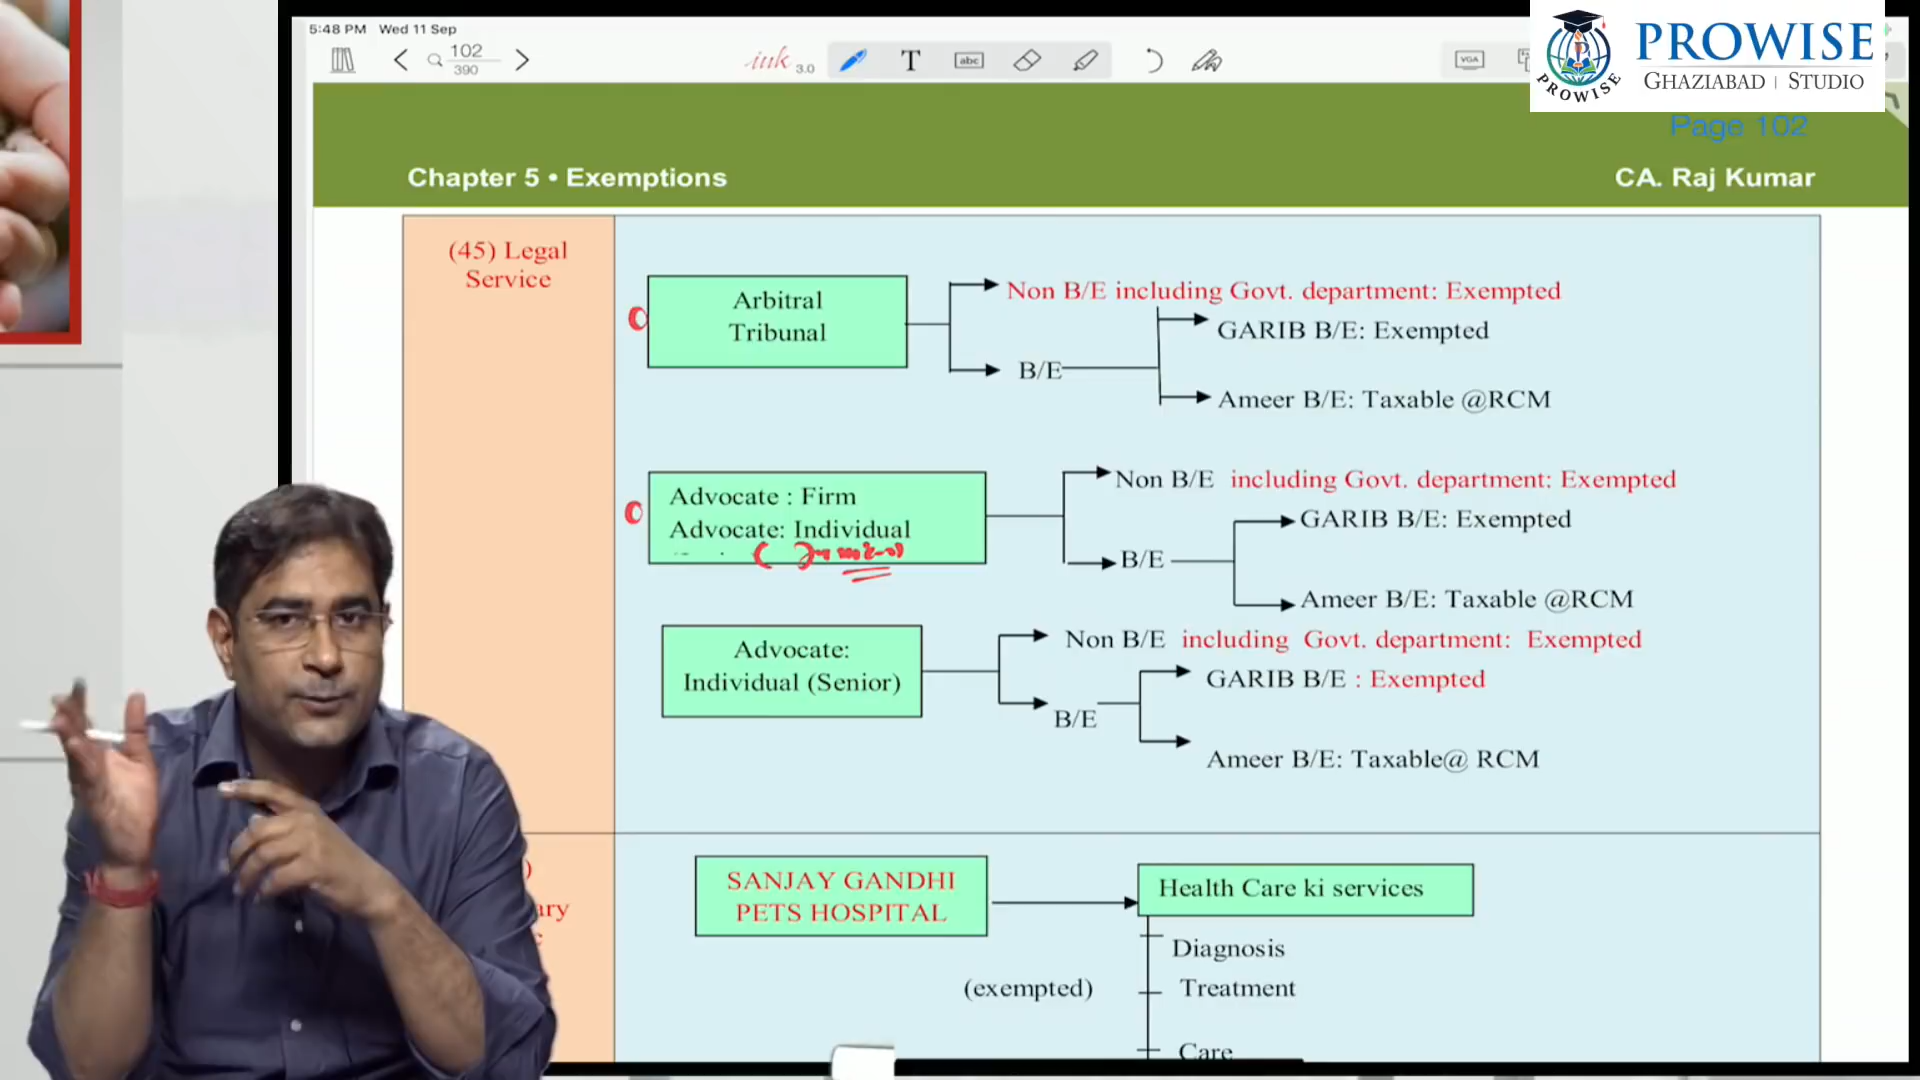 5:48 PM Wed 11 Sep
102
390
ink 3.0
T
abc
VGA
PROWISE
PROWISE
GHAZIABAD | STUDIO
Page 102
Chapter 5 • Exemptions
CA. Raj Kumar
(45) Legal
Service
Arbitral
Tribunal
Non B/E including Govt. department: Exempted
GARIB B/E: Exempted
B/E
Ameer B/E: Taxable @RCM
Advocate : Firm
Advocate: Individual
Non B/E including Govt. department: Exempted
GARIB B/E: Exempted
B/E
Ameer B/E: Taxable @RCM
Advocate:
Individual (Senior)
Non B/E including Govt. department: Exempted
GARIB B/E : Exempted
B/E
Ameer B/E: Taxable@ RCM
)
ary
SANJAY GANDHI
PETS HOSPITAL
Health Care ki services
Diagnosis
(exempted)
Treatment
Care